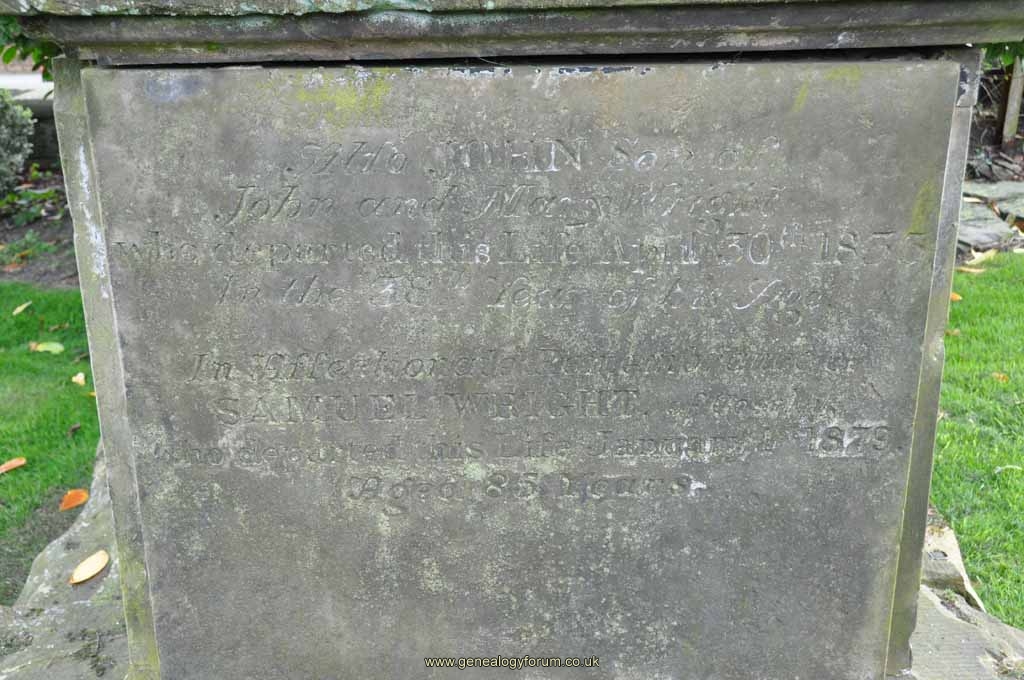 Also JOHN Son of
John and Mary Wright
who departed this Life April 30th
In the 38th Year of his Age.
In Affectionate Remembrance of
SAMUEL WRIGHT,
who departed this Life January 1st 1879.
Aged 85 Years.
www.genealogyforum.co.uk